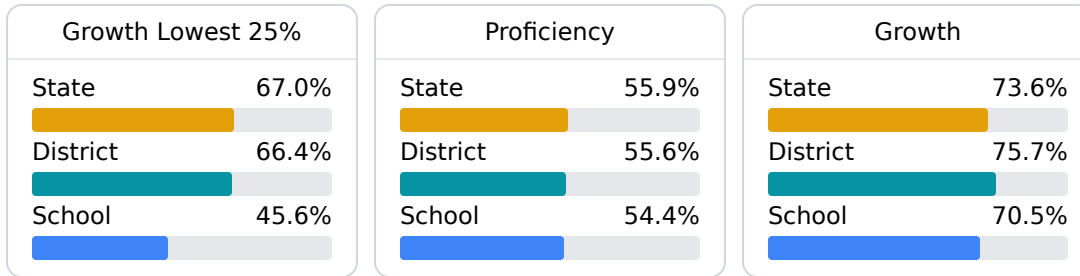 Growth Lowest 25%
State 67.0%
District 66.4%
School 45.6%
Proficiency
State 55.9%
District 55.6%
School 54.4%
Growth
State 73.6%
District 75.7%
School 70.5%